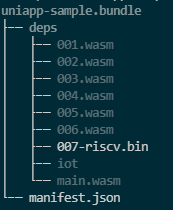 uniapp-sample.bundle
├── deps
│   ├── 001.wasm
│   ├── 002.wasm
│   ├── 003.wasm
│   ├── 004.wasm
│   ├── 005.wasm
│   ├── 006.wasm
│   ├── 007-riscv.bin
│   ├── iot
│   └── main.wasm
└── manifest.json